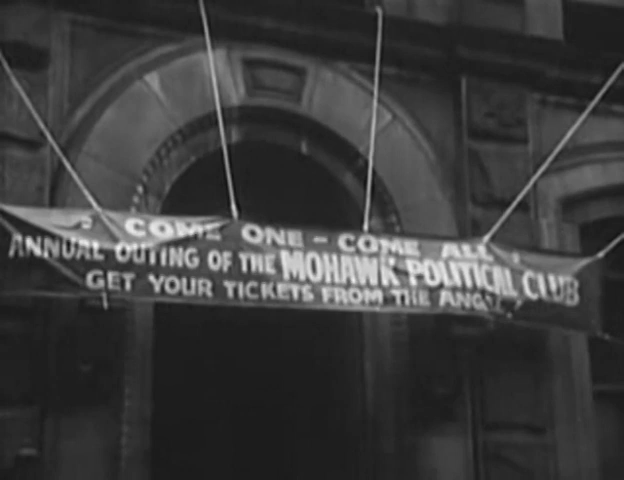 COME ONE - COME ALL
ANNUAL OUTING OF THE MOHAWK POLITICAL CLUB
GET YOUR TICKETS FROM THE